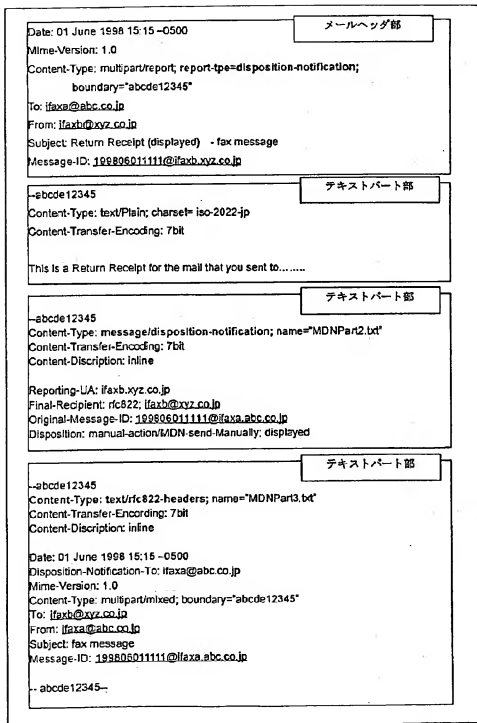 メールヘッダ部
Date: 01 June 1998 15:15 –0500
Mime-Version: 1.0
Content-Type: multipart/report; report-tpe=disposition-notification;
boundary="abcde12345"
To: ifaxa@abc.co.jp
From: ifaxb@xyz.co.jp
Subject: Return Receipt (displayed) - fax message
Message-ID: 199806011111@ifaxb.xyz.co.jp
テキストパート部
--abcde12345
Content-Type: text/Plain; charset= iso-2022-jp
Content-Transfer-Encoding: 7bit
This is a Return Receipt for the mail that you sent to........
テキストパート部
--abcde12345
Content-Type: message/disposition-notification; name="MDNPart2.txt"
Content-Transfer-Encoding: 7bit
Content-Discription: inline
Reporting-UA: ifaxb.xyz.co.jp
Final-Recipient: rfc822; ifaxb@xyz.co.jp
Original-Message-ID: 199806011111@ifaxa.abc.co.jp
Disposition: manual-action/MDN-send-Manually; displayed
テキストパート部
--abcde12345
Content-Type: text/rfc822-headers; name="MDNPart3.txt"
Content-Transfer-Encording: 7bit
Content-Discription: inline
Date: 01 June 1998 15:15 –0500
Disposition-Notification-To: ifaxa@abc.co.jp
Mime-Version: 1.0
Content-Type: multipart/mixed; boundary="abcde12345"
To: ifaxb@xyz.co.jp
From: ifaxa@abc.co.jp
Subject: fax message
Message-ID: 199806011111@ifaxa.abc.co.jp
-- abcde12345--